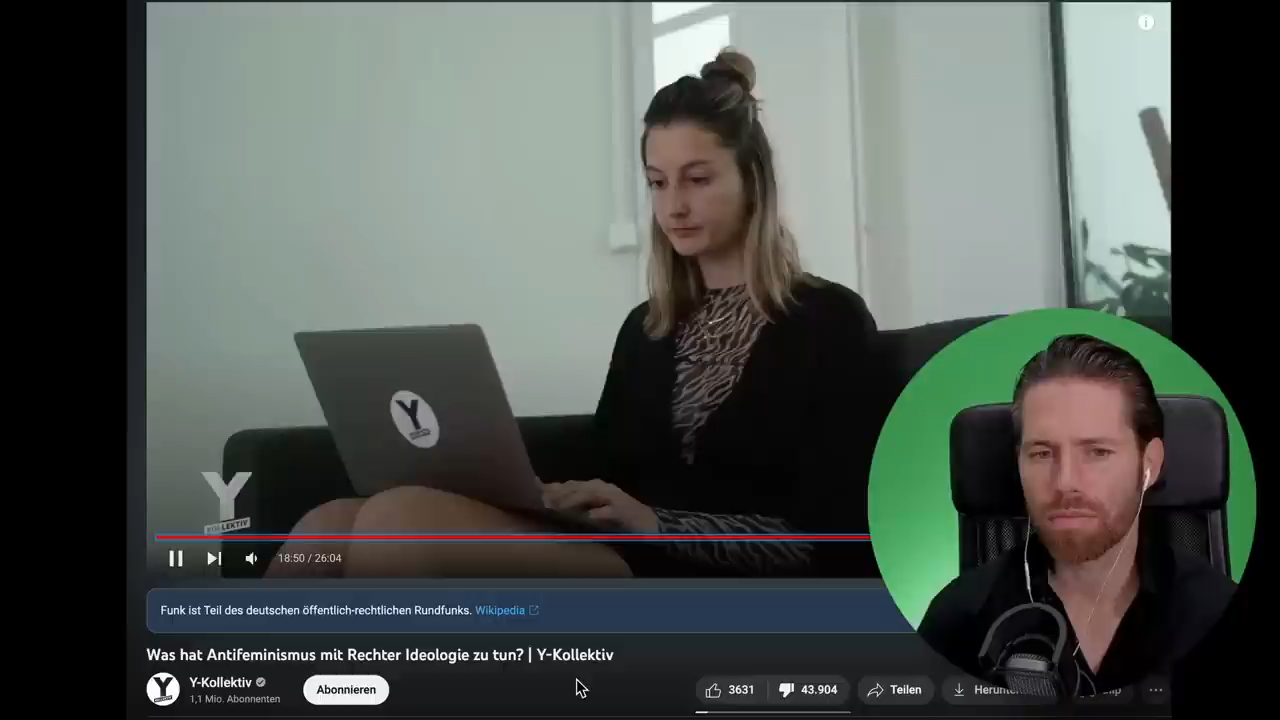 Y
Y
KOLLEKTIV
18:50 / 26:04
Funk ist Teil des deutschen öffentlich-rechtlichen Rundfunks. Wikipedia
Was hat Antifeminismus mit Rechter Ideologie zu tun? | Y-Kollektiv
Y
Y-Kollektiv
1,1 Mio. Abonnenten
Abonnieren
3631
43.904
Teilen